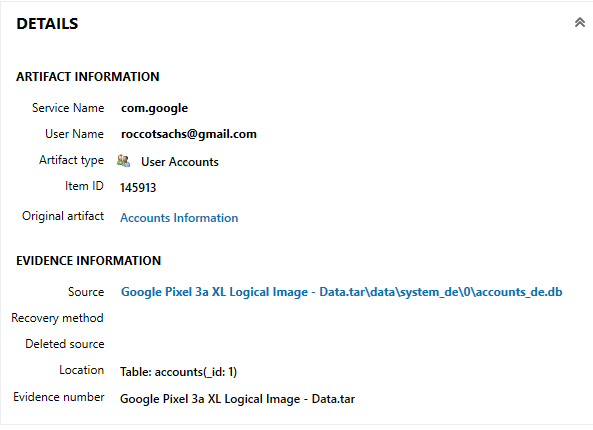 DETAILS
ARTIFACT INFORMATION
Service Name com.google
User Name roccotsachs@gmail.com
Artifact type User Accounts
Item ID 145913
Original artifact Accounts Information
EVIDENCE INFORMATION
Source Google Pixel 3a XL Logical Image - Data.tar\data\system_de\0\accounts_de.db
Recovery method
Deleted source
Location Table: accounts(_id: 1)
Evidence number Google Pixel 3a XL Logical Image - Data.tar